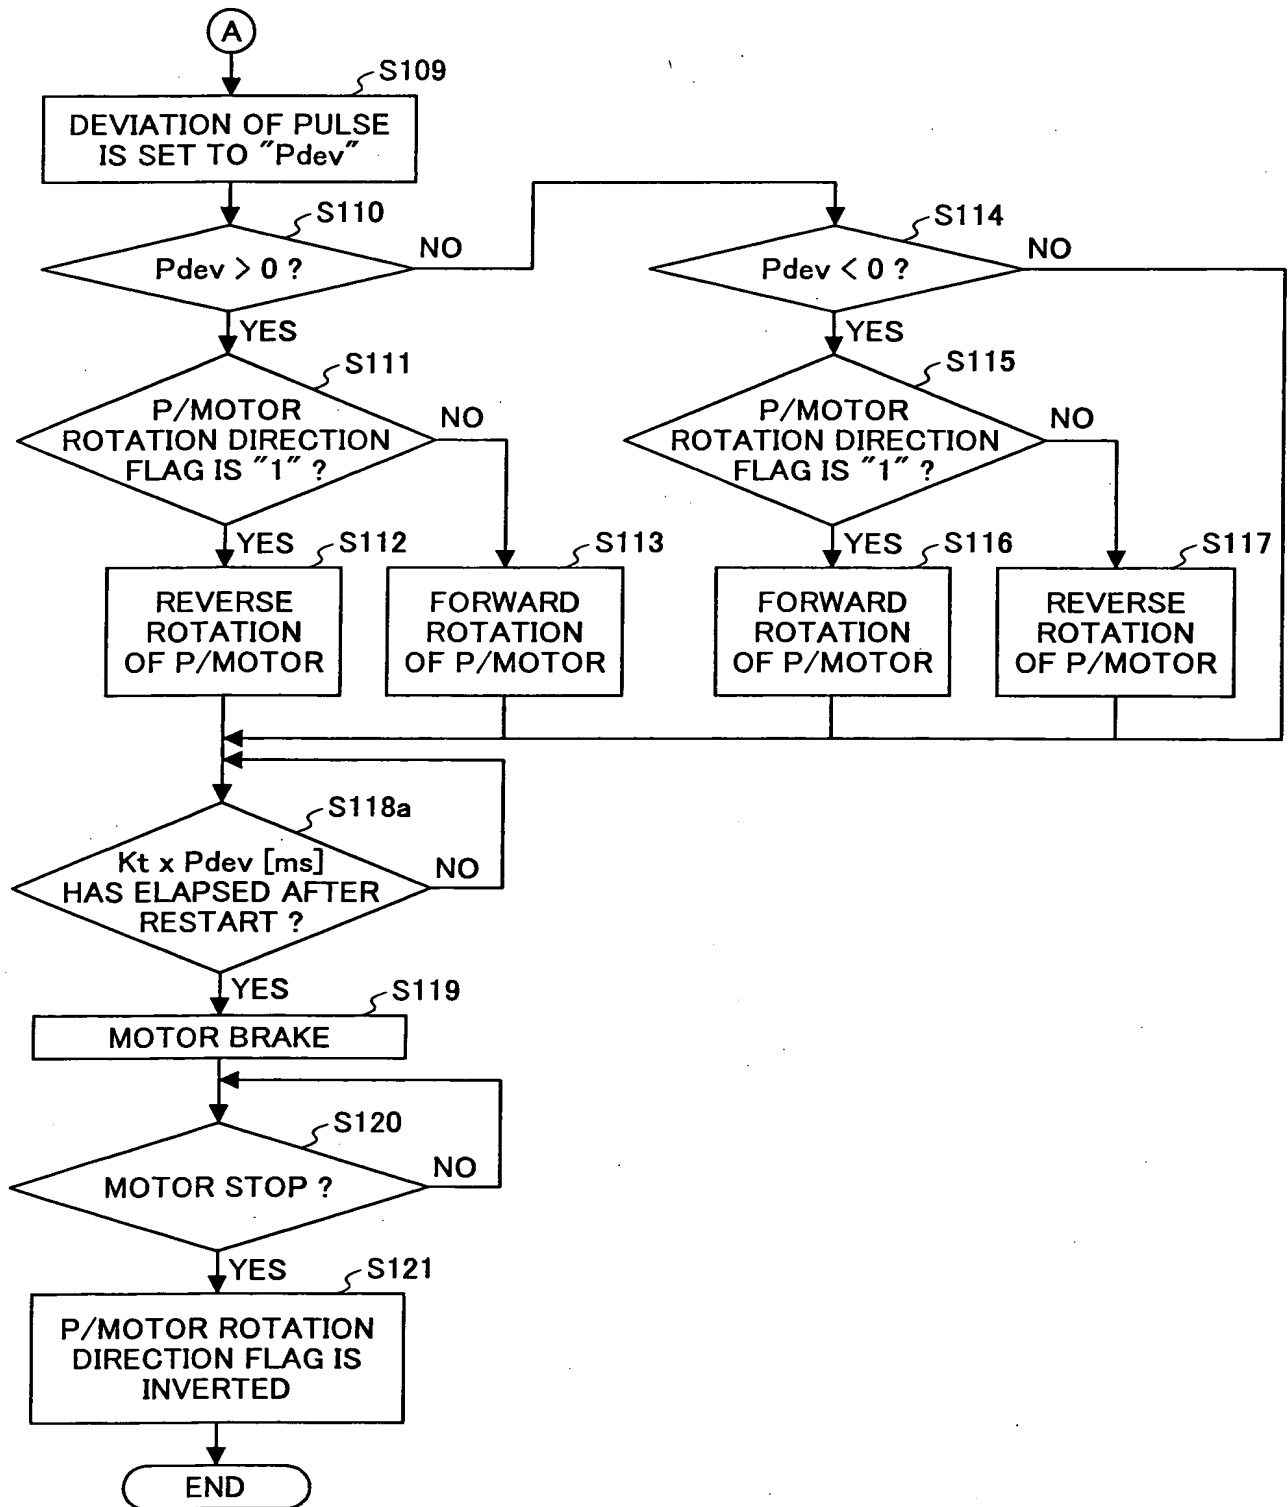 A
S109
DEVIATION OF PULSE
IS SET TO "Pdev"
S110
Pdev > 0 ?
NO
YES
S114
Pdev < 0 ?
NO
YES
S111
P/MOTOR
ROTATION DIRECTION
FLAG IS "1" ?
NO
YES
S115
P/MOTOR
ROTATION DIRECTION
FLAG IS "1" ?
NO
YES
S112
REVERSE
ROTATION
OF P/MOTOR
S113
FORWARD
ROTATION
OF P/MOTOR
S116
FORWARD
ROTATION
OF P/MOTOR
S117
REVERSE
ROTATION
OF P/MOTOR
S118a
Kt x Pdev [ms]
HAS ELAPSED AFTER
RESTART ?
NO
YES
S119
MOTOR BRAKE
S120
MOTOR STOP ?
NO
YES
S121
P/MOTOR ROTATION
DIRECTION FLAG IS
INVERTED
END